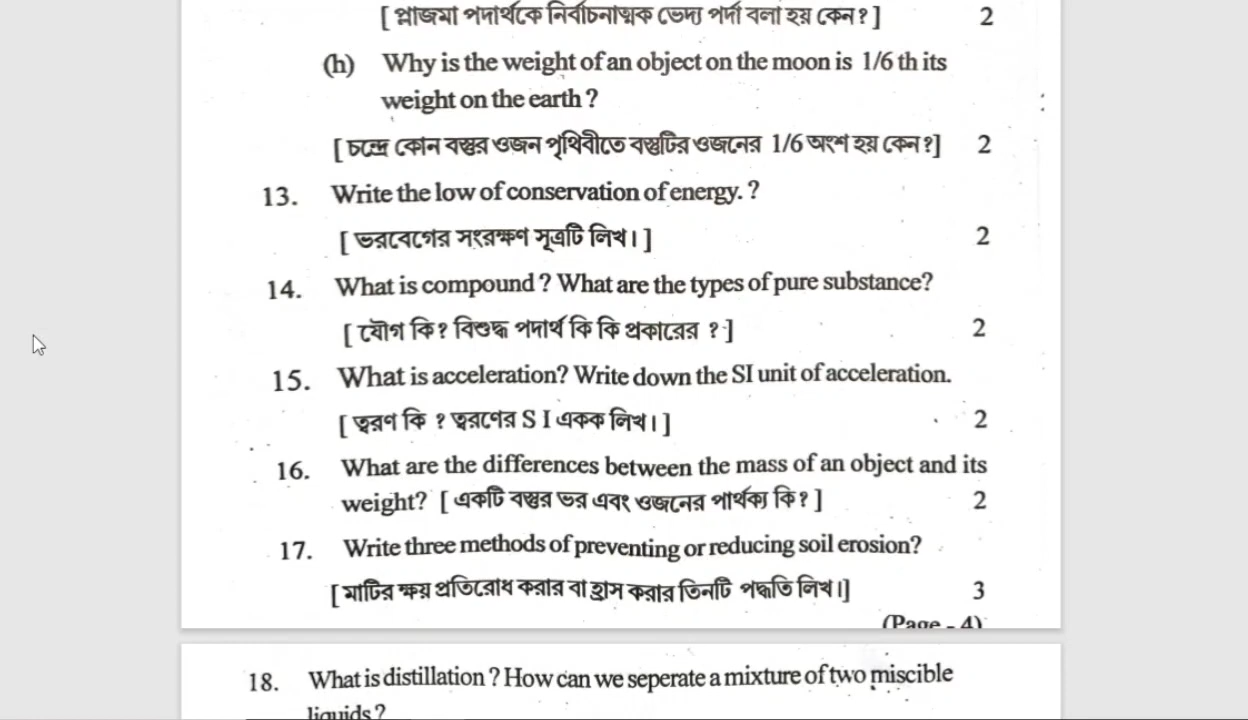 [ প্লাজমা পদার্থকে নির্বাচনাত্মক ভেদ্য পর্দা বলা হয় কেন ? ] 2
(h) Why is the weight of an object on the moon is 1/6 th its
weight on the earth ?
[ চন্দ্রে কোন বস্তুর ওজন পৃথিবীতে বস্তুটির ওজনের 1/6 অংশ হয় কেন ?] 2
13. Write the low of conservation of energy. ?
[ ভরবেগের সংরক্ষণ সূত্রটি লিখ। ] 2
14. What is compound ? What are the types of pure substance?
[ যৌগ কি? বিশুদ্ধ পদার্থ কি কি প্রকারের ? ] 2
15. What is acceleration? Write down the SI unit of acceleration.
[ ত্বরণ কি ? ত্বরণের S I একক লিখ। ] 2
16. What are the differences between the mass of an object and its
weight? [ একটি বস্তুর ভর এবং ওজনের পার্থক্য কি? ] 2
17. Write three methods of preventing or reducing soil erosion?
[ মাটির ক্ষয় প্রতিরোধ করার বা হ্রাস করার তিনটি পদ্ধতি লিখ।] 3
(Page - 4)
18. What is distillation ? How can we seperate a mixture of two miscible
liquids ?